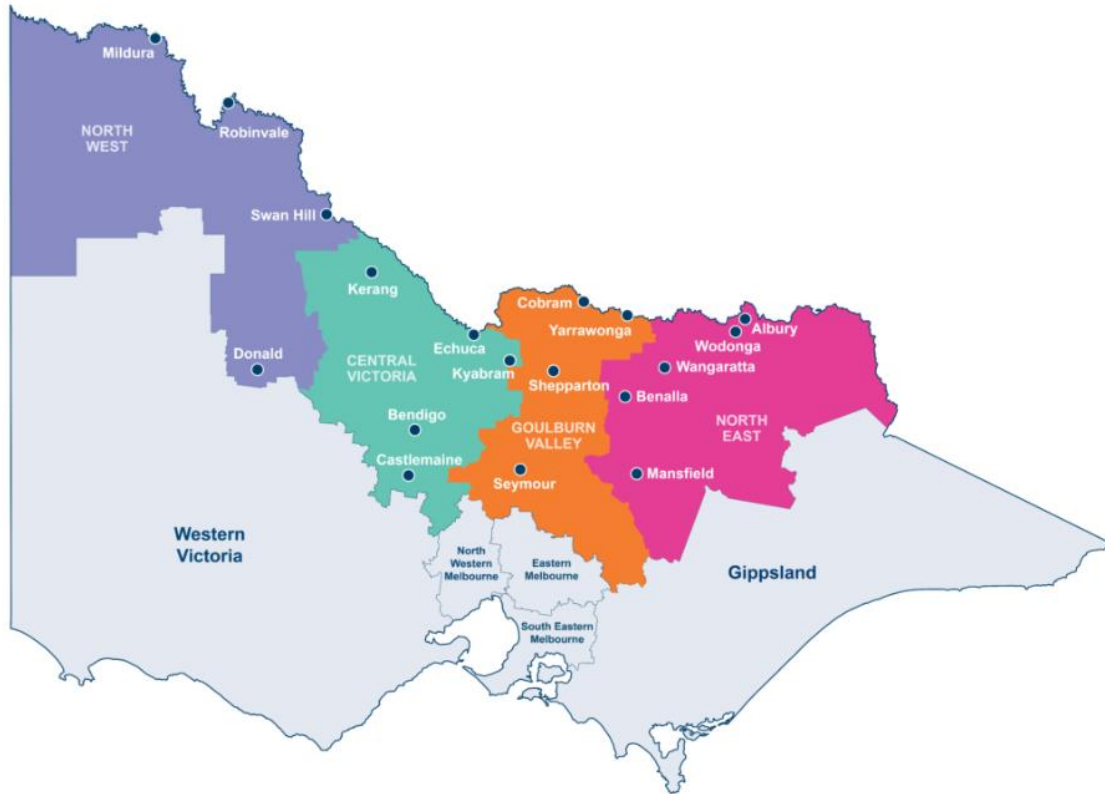 Mildura
NORTH
WEST
Robinvale
Swan Hill
Kerang
Cobram
Yarrawonga
Albury
Wodonga
Echuca
Donald
CENTRAL
VICTORIA
Kyabram
Shepparton
Wangaratta
Benalla
Bendigo
GOULBURN
VALLEY
NORTH
EAST
Castlemaine
Seymour
Mansfield
Western
Victoria
North
Western
Melbourne
Eastern
Melbourne
Gippsland
South Eastern
Melbourne